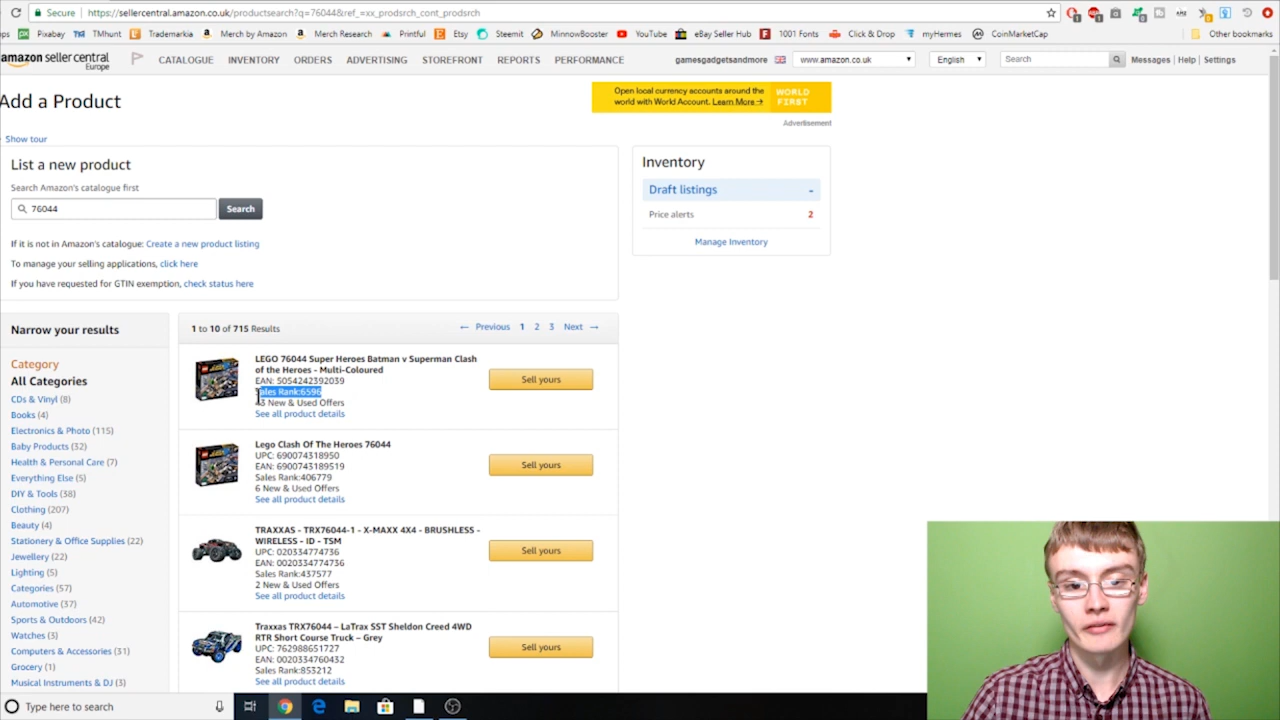 Secure
https://sellercentral.amazon.co.uk/productsearch?q=76044&ref_=xx_prodsrch_cont_prodsrch
Pixabay TMhunt Trademarkia Merch by Amazon Merch Research Printful Etsy Steemit MinnowBooster YouTube eBay Seller Hub 1001 Fonts Click & Drop myHermes CoinMarketCap Other bookmarks
amazon seller central
Europe
CATALOGUE INVENTORY ORDERS ADVERTISING STOREFRONT REPORTS PERFORMANCE
gamesgadgetsandmore www.amazon.co.uk English Search Messages | Help | Settings
Add a Product
Open local currency accounts around the
world with World Account. Learn More →
WORLD
FIRST
Advertisement
Show tour
List a new product
Search Amazon's catalogue first
76044 Search
If it is not in Amazon's catalogue: Create a new product listing
To manage your selling applications, click here
If you have requested for GTIN exemption, check status here
Inventory
Draft listings -
Price alerts 2
Manage Inventory
Narrow your results
Category
All Categories
CDs & Vinyl (8)
Books (4)
Electronics & Photo (115)
Baby Products (32)
Health & Personal Care (7)
Everything Else (5)
DIY & Tools (38)
Clothing (207)
Beauty (4)
Stationery & Office Supplies (22)
Jewellery (22)
Lighting (5)
Categories (57)
Automotive (37)
Sports & Outdoors (42)
Watches (3)
Computers & Accessories (31)
Grocery (1)
Musical Instruments & DJ (3)
1 to 10 of 715 Results
← Previous 1 2 3 Next →
LEGO 76044 Super Heroes Batman v Superman Clash
of the Heroes - Multi-Coloured
EAN: 5054242392039
Sales Rank:6596
43 New & Used Offers
See all product details
Sell yours
Lego Clash Of The Heroes 76044
UPC: 690074318950
EAN: 6900743189519
Sales Rank:406779
6 New & Used Offers
See all product details
Sell yours
TRAXXAS - TRX76044-1 - X-MAXX 4X4 - BRUSHLESS -
WIRELESS - ID - TSM
UPC: 020334774736
EAN: 0020334774736
Sales Rank:437577
2 New & Used Offers
See all product details
Sell yours
Traxxas TRX76044 – LaTrax SST Sheldon Creed 4WD
RTR Short Course Truck – Grey
UPC: 762988651727
EAN: 0020334760432
Sales Rank:853212
See all product details
Sell yours
Type here to search